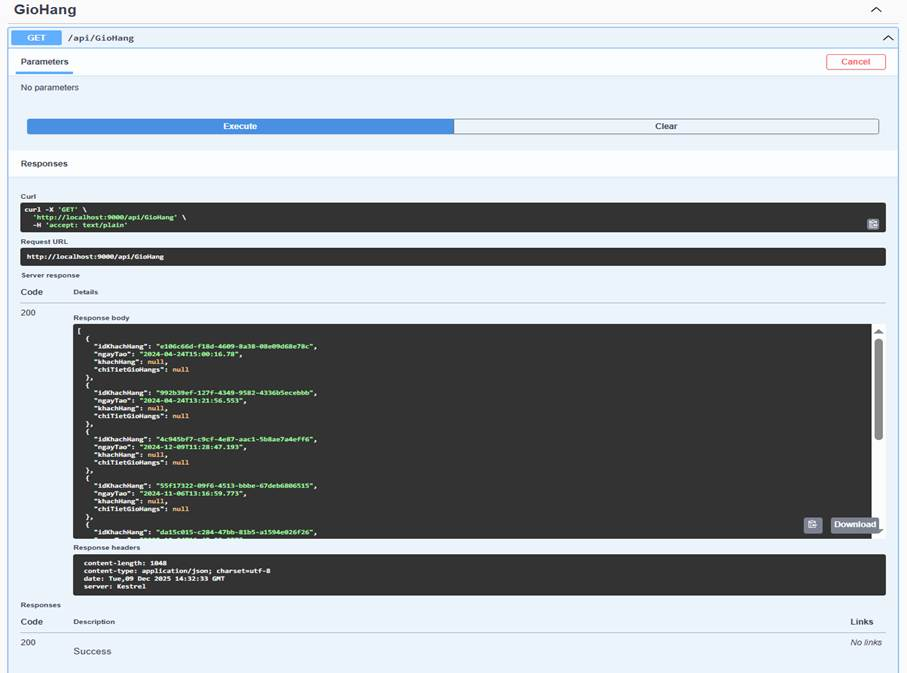 GioHang
GET /api/GioHang
Parameters
Cancel
No parameters
Execute
Clear
Responses
Curl
curl -X 'GET' \
'http://localhost:9000/api/GioHang' \
-H 'accept: text/plain'
Request URL
http://localhost:9000/api/GioHang
Server response
Code Details
200
Response body
[
{
"idKhachHang": "e106c66d-f18d-4609-8a38-08e09d68e78c",
"ngayTao": "2024-04-24T15:00:16.78",
"khachHang": null,
"chiTietGioHangs": null
},
{
"idKhachHang": "992b39ef-127f-4349-9582-4336b5ecebbb",
"ngayTao": "2024-04-24T13:21:56.553",
"khachHang": null,
"chiTietGioHangs": null
},
{
"idKhachHang": "4c945bf7-c9cf-4e87-aac1-5b8ae7a4eff6",
"ngayTao": "2024-12-09T11:28:47.193",
"khachHang": null,
"chiTietGioHangs": null
},
{
"idKhachHang": "55f17322-09f6-4513-bbbe-67deb6806515",
"ngayTao": "2024-11-06T13:16:59.773",
"khachHang": null,
"chiTietGioHangs": null
},
{
"idKhachHang": "da15c015-c284-47bb-81b5-a1594e026f26",
Download
Response headers
content-length: 1048
content-type: application/json; charset=utf-8
date: Tue,09 Dec 2025 14:32:33 GMT
server: Kestrel
Responses
Code Description Links
200 No links
Success